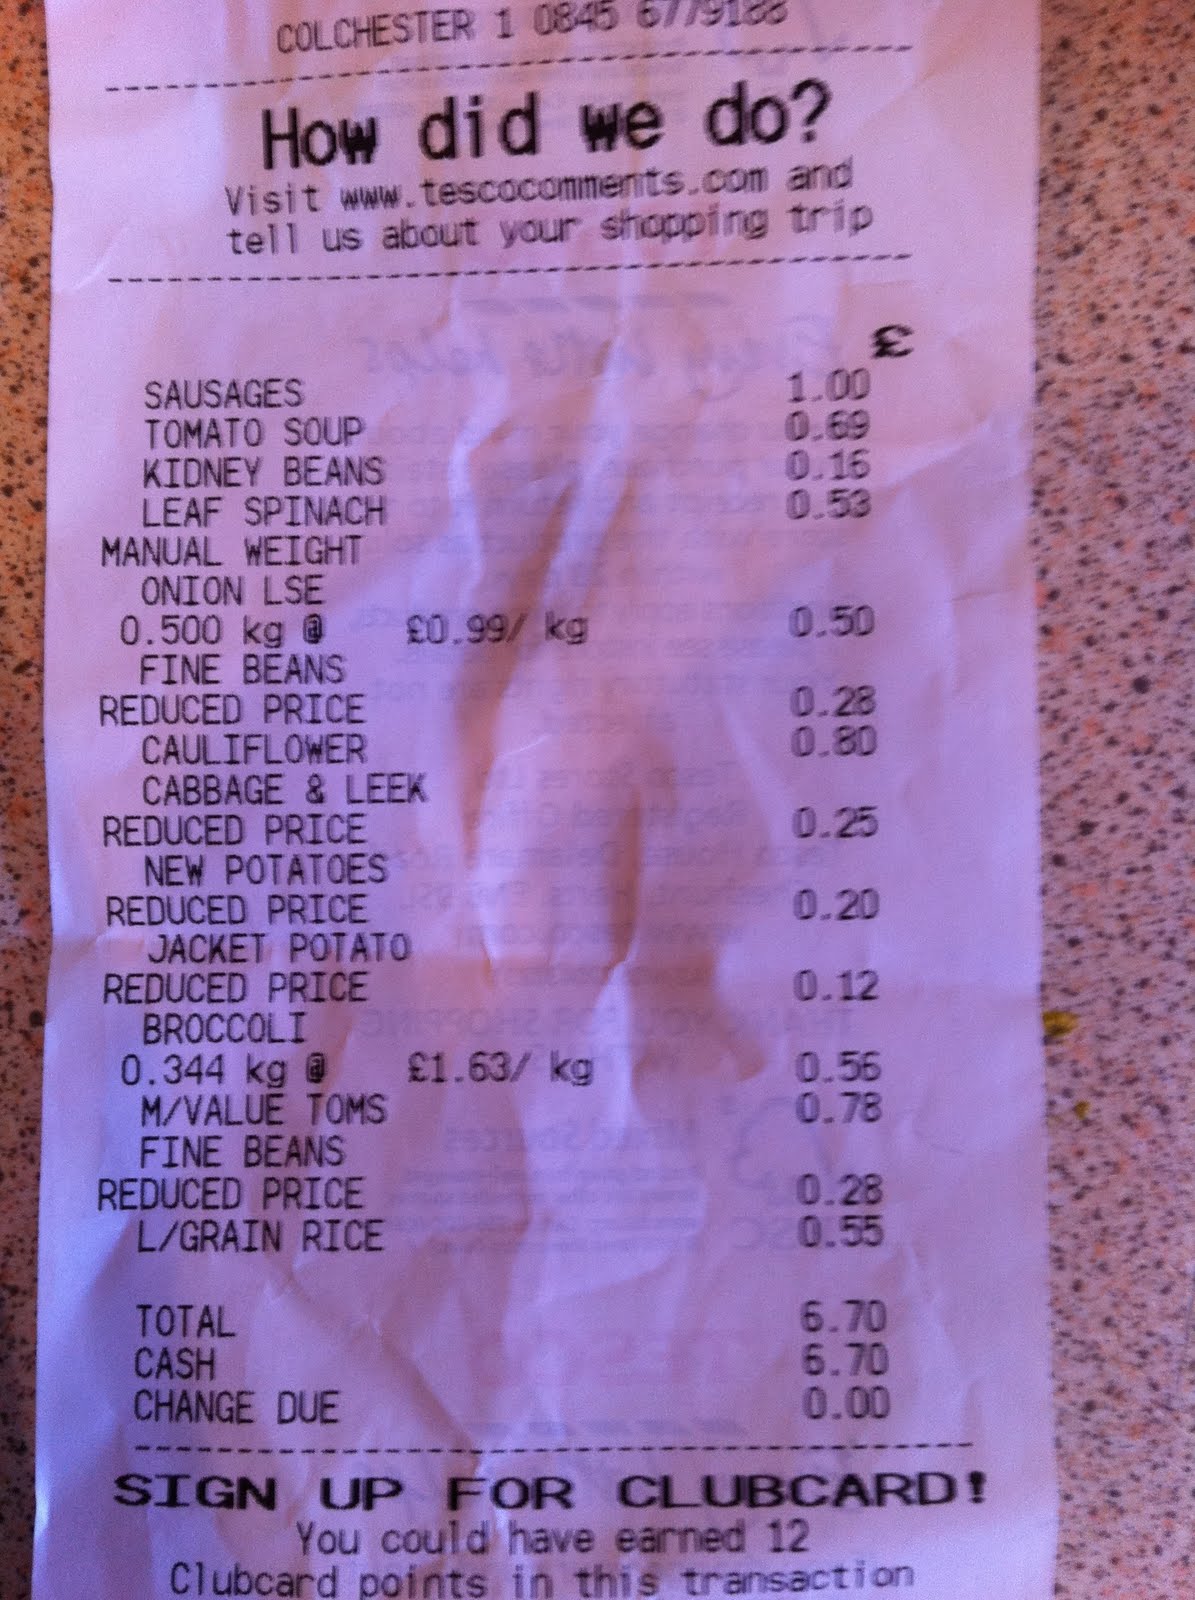 COLCHESTER 1 0845 6779188
How did we do?
Visit www.tescocomments.com and
tell us about your shopping trip
£
SAUSAGES 1.00
TOMATO SOUP 0.69
KIDNEY BEANS 0.16
LEAF SPINACH 0.53
MANUAL WEIGHT
ONION LSE
0.500 kg @ £0.99/ kg 0.50
FINE BEANS
REDUCED PRICE 0.28
CAULIFLOWER 0.80
CABBAGE & LEEK
REDUCED PRICE 0.25
NEW POTATOES
REDUCED PRICE 0.20
JACKET POTATO
REDUCED PRICE 0.12
BROCCOLI
0.344 kg @ £1.63/ kg 0.56
M/VALUE TOMS 0.78
FINE BEANS
REDUCED PRICE 0.28
L/GRAIN RICE 0.55
TOTAL 6.70
CASH 6.70
CHANGE DUE 0.00
SIGN UP FOR CLUBCARD!
You could have earned 12
Clubcard points in this transaction